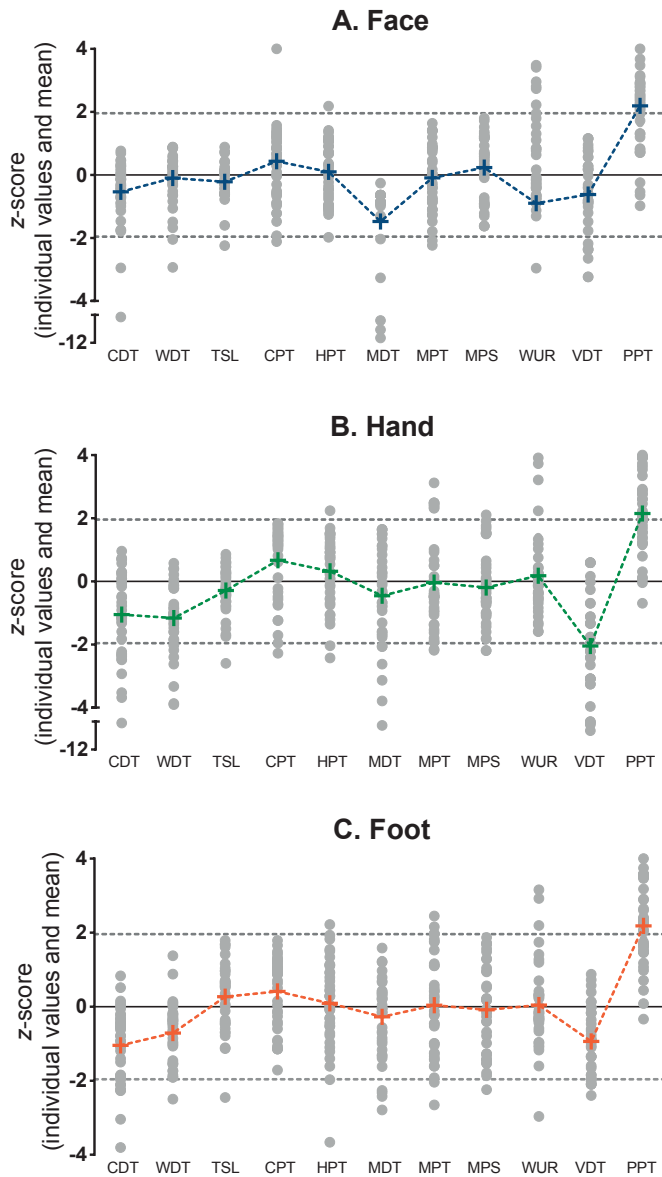 A. Face
z-score
(individual values and mean)
4
2
0
-2
-4
-12
CDT WDT TSL CPT HPT MDT MPT MPS WUR VDT PPT
B. Hand
z-score
(individual values and mean)
4
2
0
-2
-4
-12
CDT WDT TSL CPT HPT MDT MPT MPS WUR VDT PPT
C. Foot
z-score
(individual values and mean)
4
2
0
-2
-4
CDT WDT TSL CPT HPT MDT MPT MPS WUR VDT PPT